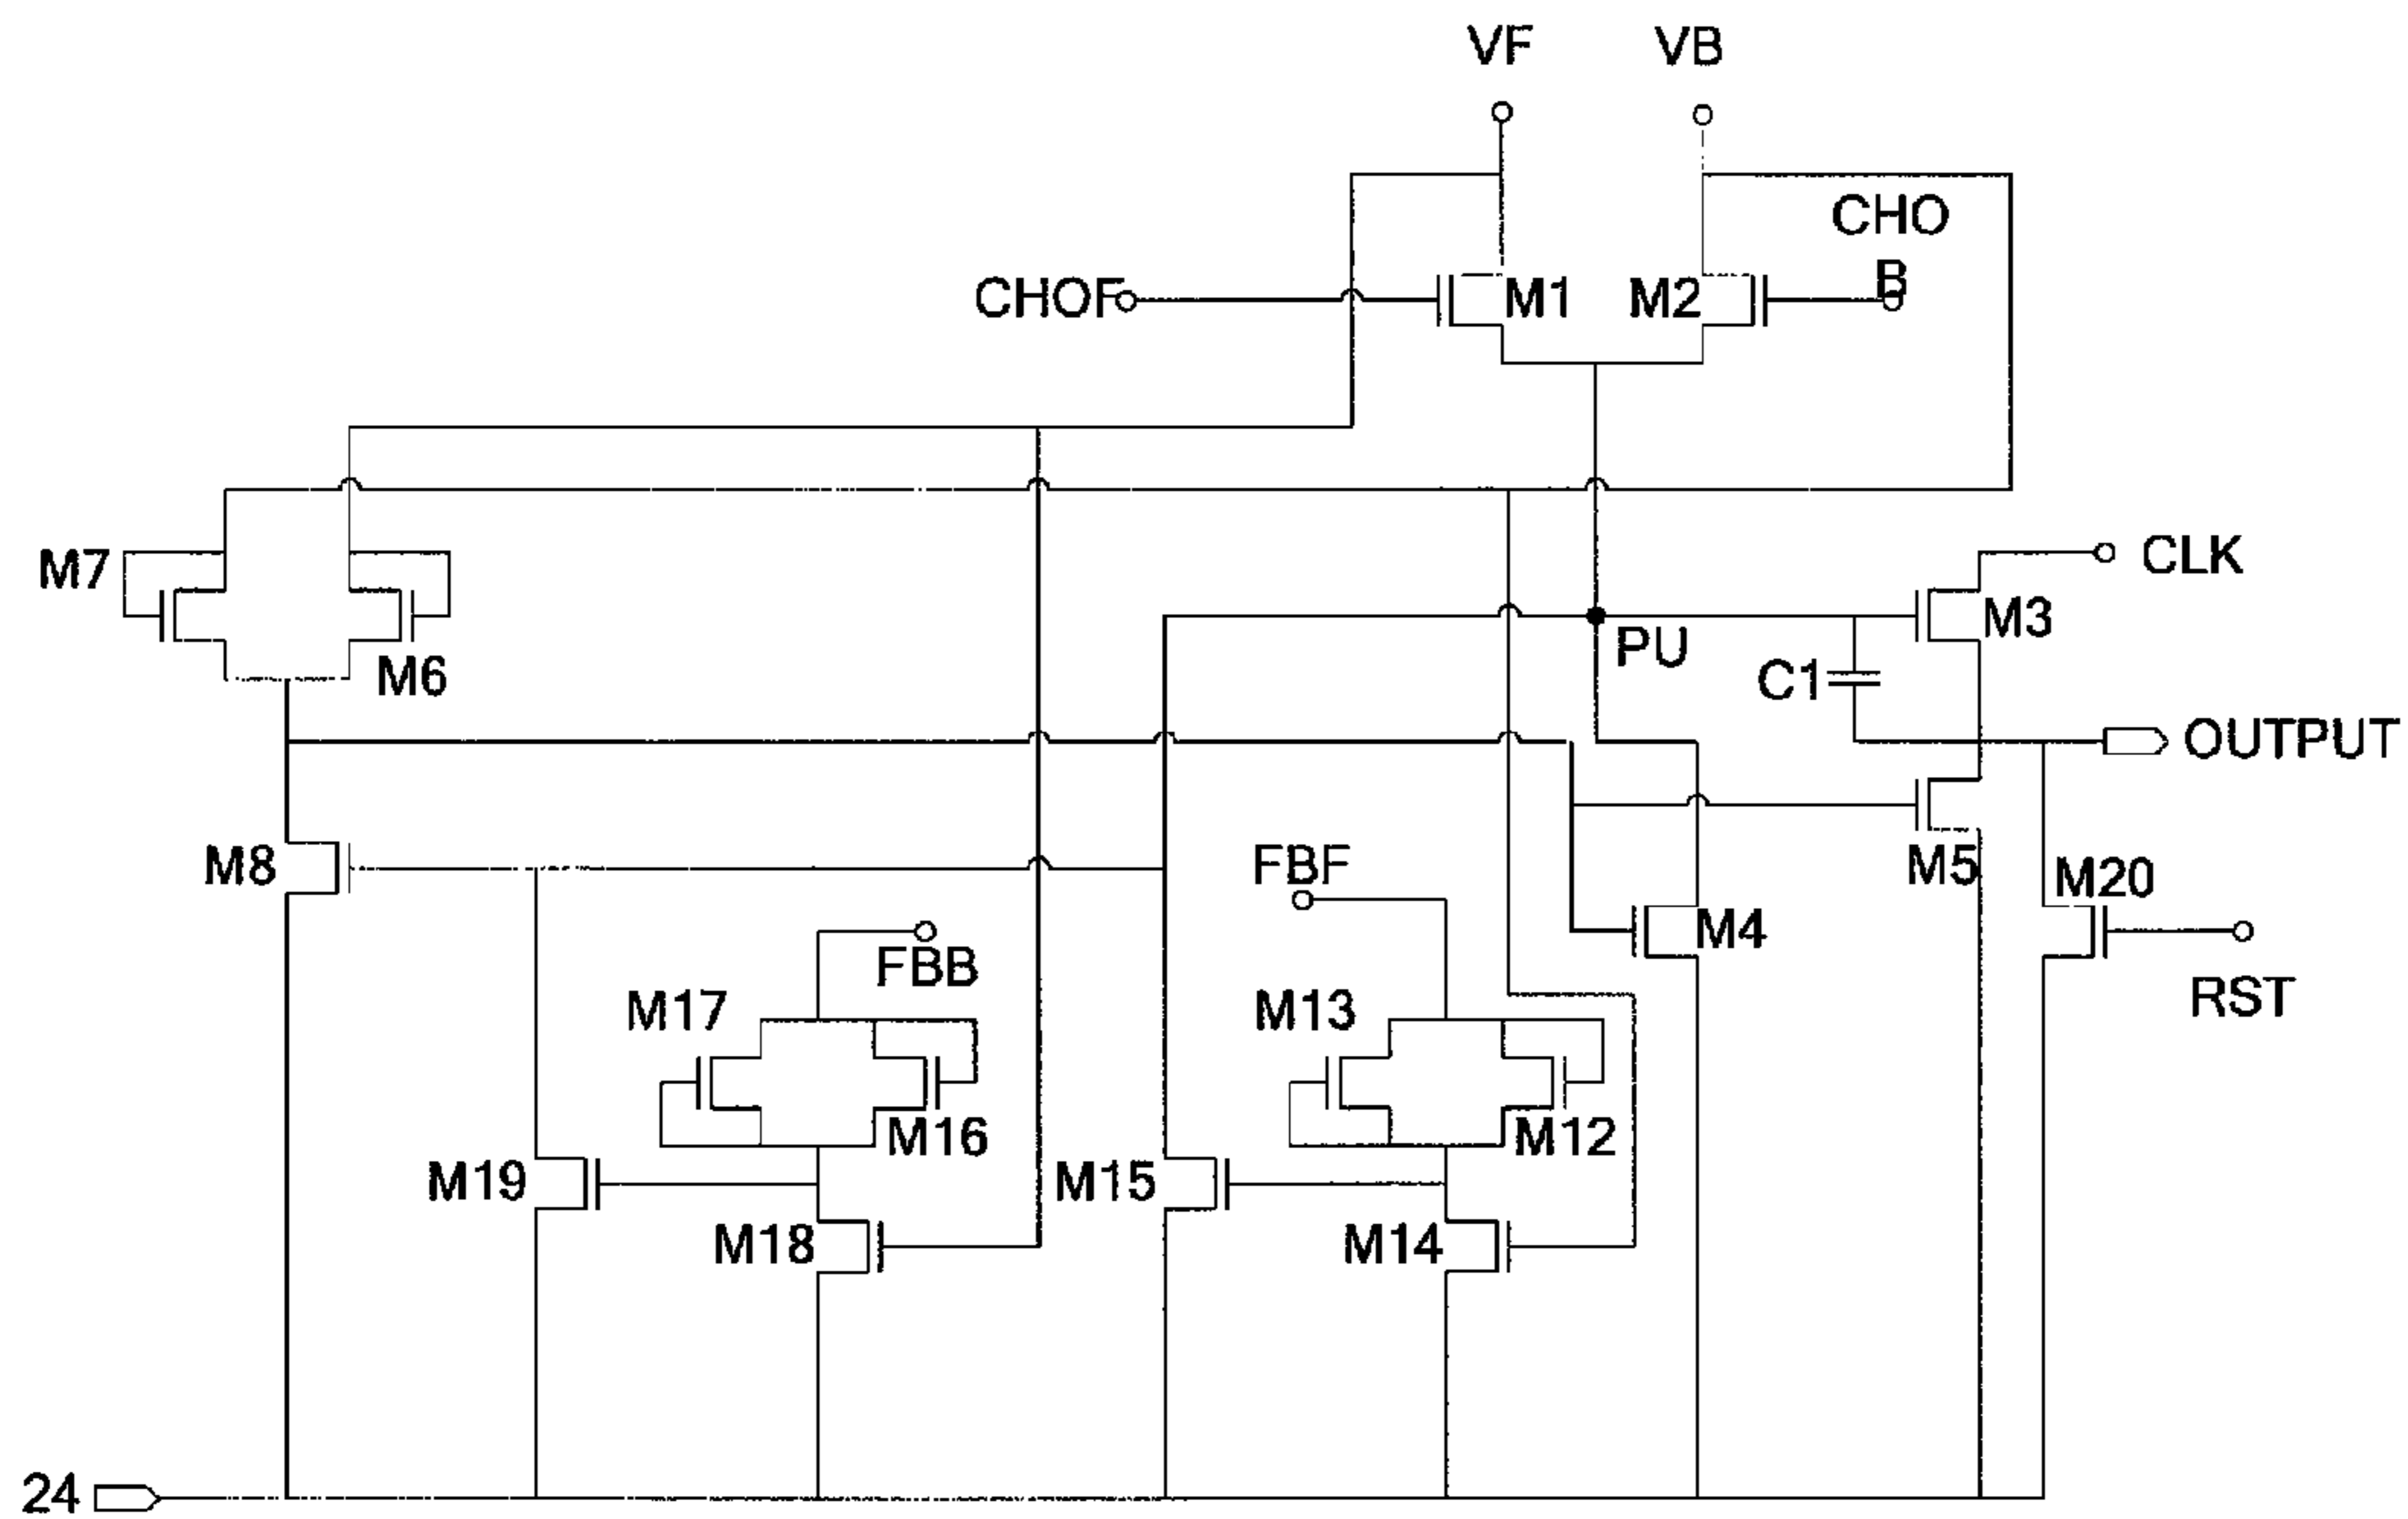 VF
VB
CHO
B
CHOF
M1
M2
CLK
M7
M3
PU
M6
C1
OUTPUT
M8
FBF
M5
M20
FBB
M4
M17
M13
RST
M16
M12
M19
M15
M18
M14
24